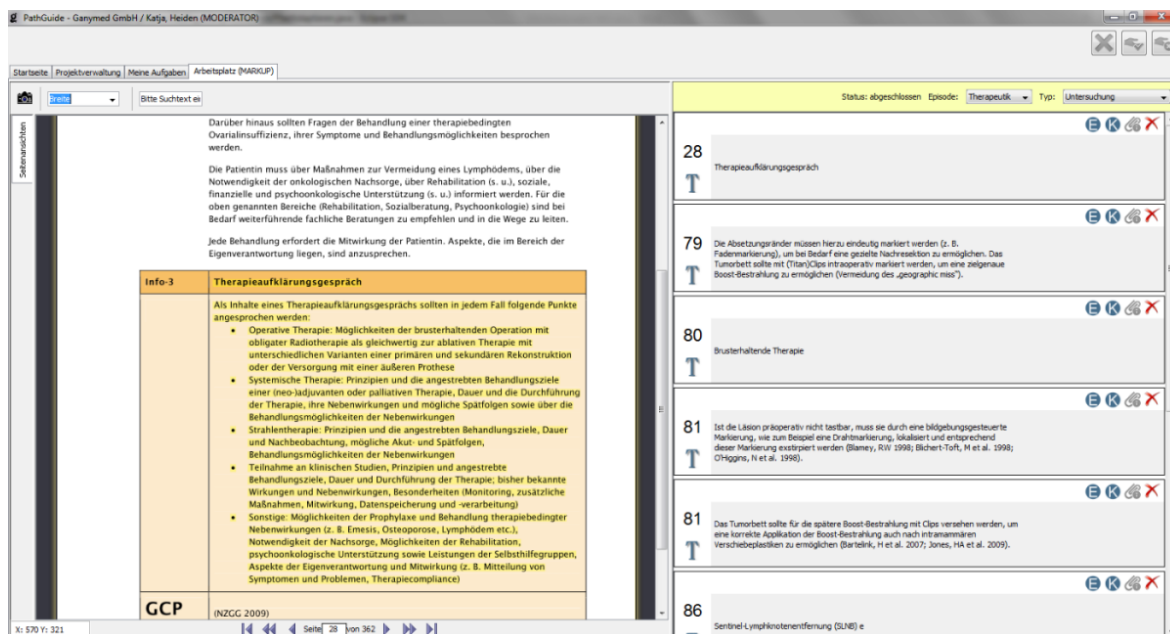 PathGuide - Ganymed GmbH / Katja, Heiden (MODERATOR)
Startseite Projektverwaltung Meine Aufgaben Arbeitsplatz (MARKUP)
Breite Bitte Suchtext ei
Seitenansichten
Darüber hinaus sollten Fragen der Behandlung einer therapiebedingten
Ovarialinsuffizienz, ihrer Symptome und Behandlungsmöglichkeiten besprochen
werden.
Die Patientin muss über Maßnahmen zur Vermeidung eines Lymphödems, über die
Notwendigkeit der onkologischen Nachsorge, über Rehabilitation (s. u.), soziale,
finanzielle und psychoonkologische Unterstützung (s. u.) informiert werden. Für die
oben genannten Bereiche (Rehabilitation, Sozialberatung, Psychoonkologie) sind bei
Bedarf weiterführende fachliche Beratungen zu empfehlen und in die Wege zu leiten.
Jede Behandlung erfordert die Mitwirkung der Patientin. Aspekte, die im Bereich der
Eigenverantwortung liegen, sind anzusprechen.
Info-3 Therapieaufklärungsgespräch
Als Inhalte eines Therapieaufklärungsgesprächs sollten in jedem Fall folgende Punkte
angesprochen werden:
• Operative Therapie: Möglichkeiten der brusterhaltenden Operation mit
obligater Radiotherapie als gleichwertig zur ablativen Therapie mit
unterschiedlichen Varianten einer primären und sekundären Rekonstruktion
oder der Versorgung mit einer äußeren Prothese
• Systemische Therapie: Prinzipien und die angestrebten Behandlungsziele
einer (neo-)adjuvanten oder palliativen Therapie, Dauer und die Durchführung
der Therapie, ihre Nebenwirkungen und mögliche Spätfolgen sowie über die
Behandlungsmöglichkeiten der Nebenwirkungen
• Strahlentherapie: Prinzipien und die angestrebten Behandlungsziele, Dauer
und Nachbeobachtung, mögliche Akut- und Spätfolgen,
Behandlungsmöglichkeiten der Nebenwirkungen
• Teilnahme an klinischen Studien, Prinzipien und angestrebte
Behandlungsziele, Dauer und Durchführung der Therapie; bisher bekannte
Wirkungen und Nebenwirkungen, Besonderheiten (Monitoring, zusätzliche
Maßnahmen, Mitwirkung, Datenspeicherung und -verarbeitung)
• Sonstige: Möglichkeiten der Prophylaxe und Behandlung therapiebedingter
Nebenwirkungen (z. B. Emesis, Osteoporose, Lymphödem etc.),
Notwendigkeit der Nachsorge, Möglichkeiten der Rehabilitation,
psychoonkologische Unterstützung sowie Leistungen der Selbsthilfegruppen,
Aspekte der Eigenverantwortung und Mitwirkung (z. B. Mitteilung von
Symptomen und Problemen, Therapiecompliance)
GCP (NZGG 2009)
X: 570 Y: 321 Seite 28 von 362
Status: abgeschlossen Episode: Therapeutik Typ: Untersuchung
E K
28
T
Therapieaufklärungsgespräch
E K
79
T
Die Absetzungsränder müssen hierzu eindeutig markiert werden (z. B.
Fadenmarkierung), um bei Bedarf eine gezielte Nachresektion zu ermöglichen. Das
Tumorbett sollte mit (Titan)Clips intraoperativ markiert werden, um eine zielgenaue
Boost-Bestrahlung zu ermöglichen (Vermeidung des „geographic miss").
E K
80
T
Brusterhaltende Therapie
E K
81
T
Ist die Läsion präoperativ nicht tastbar, muss sie durch eine bildgebungsgesteuerte
Markierung, wie zum Beispiel eine Drahtmarkierung, lokalisiert und entsprechend
dieser Markierung exstirpiert werden (Blamey, RW 1998; Blichert-Toft, M et al. 1998;
O'Higgins, N et al. 1998).
E K
81
T
Das Tumorbett sollte für die spätere Boost-Bestrahlung mit Clips versehen werden, um
eine korrekte Applikation der Boost-Bestrahlung auch nach intramammären
Verschiebeplastiken zu ermöglichen (Bartelink, H et al. 2007; Jones, HA et al. 2009).
E K
86
Sentinel-Lymphknotenentfernung (SLNB) e